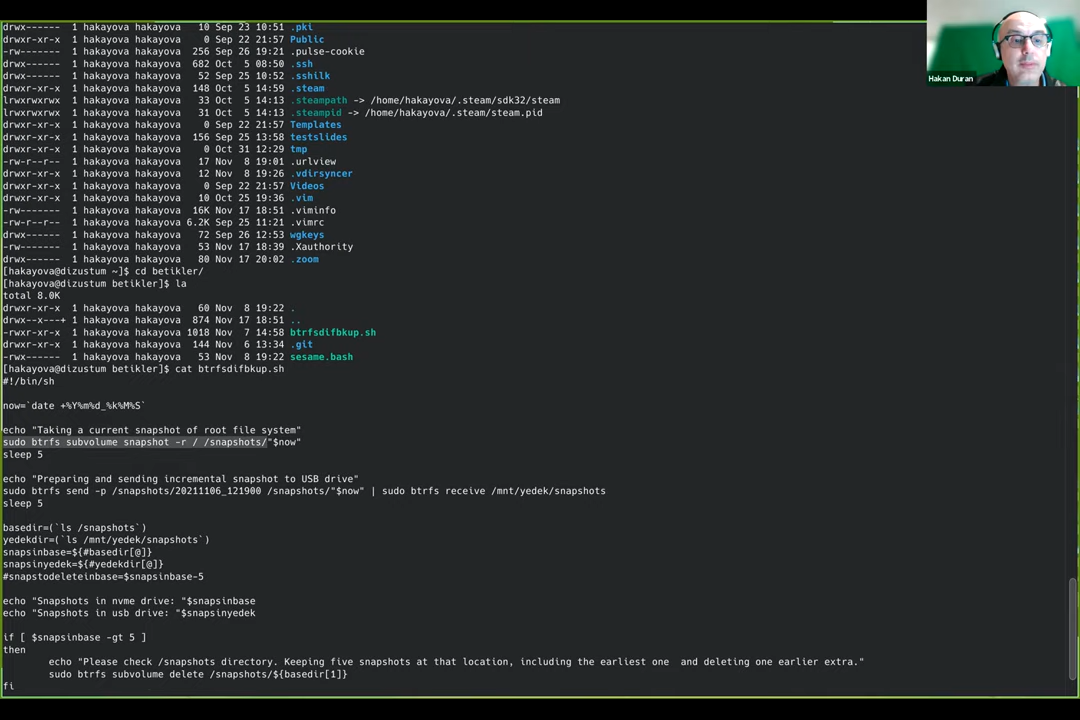 drwx------ 1 hakayova hakayova 10 Sep 23 10:51 .pki
drwxr-xr-x 1 hakayova hakayova 0 Sep 22 21:57 Public
-rw------- 1 hakayova hakayova 256 Sep 26 19:21 .pulse-cookie
drwx------ 1 hakayova hakayova 682 Oct 5 08:50 .ssh
drwx------ 1 hakayova hakayova 52 Sep 25 10:52 .sshilk
drwx------ 1 hakayova hakayova 148 Oct 5 14:59 .steam
lrwxrwxrwx 1 hakayova hakayova 33 Oct 5 14:13 .steampath -> /home/hakayova/.steam/sdk32/steam
lrwxrwxrwx 1 hakayova hakayova 31 Oct 5 14:13 .steampid -> /home/hakayova/.steam/steam.pid
drwxr-xr-x 1 hakayova hakayova 0 Sep 22 21:57 Templates
drwxr-xr-x 1 hakayova hakayova 156 Sep 25 13:58 testslides
drwxr-xr-x 1 hakayova hakayova 0 Oct 31 12:29 tmp
-rw-r--r-- 1 hakayova hakayova 17 Nov 8 19:01 .urlview
drwxr-xr-x 1 hakayova hakayova 12 Nov 8 19:26 .vdirsyncer
drwxr-xr-x 1 hakayova hakayova 0 Sep 22 21:57 Videos
drwxr-xr-x 1 hakayova hakayova 10 Oct 25 19:36 .vim
-rw------- 1 hakayova hakayova 16K Nov 17 18:51 .viminfo
-rw-r--r-- 1 hakayova hakayova 6.2K Sep 25 11:21 .vimrc
drwxr-xr-x 1 hakayova hakayova 72 Sep 26 12:53 wgkeys
-rw------- 1 hakayova hakayova 53 Nov 17 18:39 .Xauthority
drwxr-xr-x 1 hakayova hakayova 80 Nov 17 20:02 .zoom
[hakayova@dizustum ~]$ cd betikler/
[hakayova@dizustum betikler]$ la
total 8.0K
drwxr-xr-x 1 hakayova hakayova 60 Nov 8 19:22 .
drwx--x---+ 1 hakayova hakayova 874 Nov 17 18:51 ..
-rwxr-xr-x 1 hakayova hakayova 1018 Nov 7 14:58 btrfsdifbkup.sh
drwxr-xr-x 1 hakayova hakayova 144 Nov 6 13:34 .git
-rwx------ 1 hakayova hakayova 53 Nov 8 19:22 sesame.bash
[hakayova@dizustum betikler]$ cat btrfsdifbkup.sh
#!/bin/sh
now=`date +%Y%m%d_%k%M%S`
echo "Taking a current snapshot of root file system"
sudo btrfs subvolume snapshot -r / /snapshots/"$now"
sleep 5
echo "Preparing and sending incremental snapshot to USB drive"
sudo btrfs send -p /snapshots/20211106_121900 /snapshots/"$now" | sudo btrfs receive /mnt/yedek/snapshots
sleep 5
basedir=(`ls /snapshots`)
yedekdir=(`ls /mnt/yedek/snapshots`)
snapsinbase=${#basedir[@]}
snapsinyedek=${#yedekdir[@]}
#snapstodeleteinbase=$snapsinbase-5
echo "Snapshots in nvme drive: "$snapsinbase
echo "Snapshots in usb drive: "$snapsinyedek
if [ $snapsinbase -gt 5 ]
then
echo "Please check /snapshots directory. Keeping five snapshots at that location, including the earliest one  and deleting one earlier extra."
sudo btrfs subvolume delete /snapshots/${basedir[1]}
fi
Hakan Duran